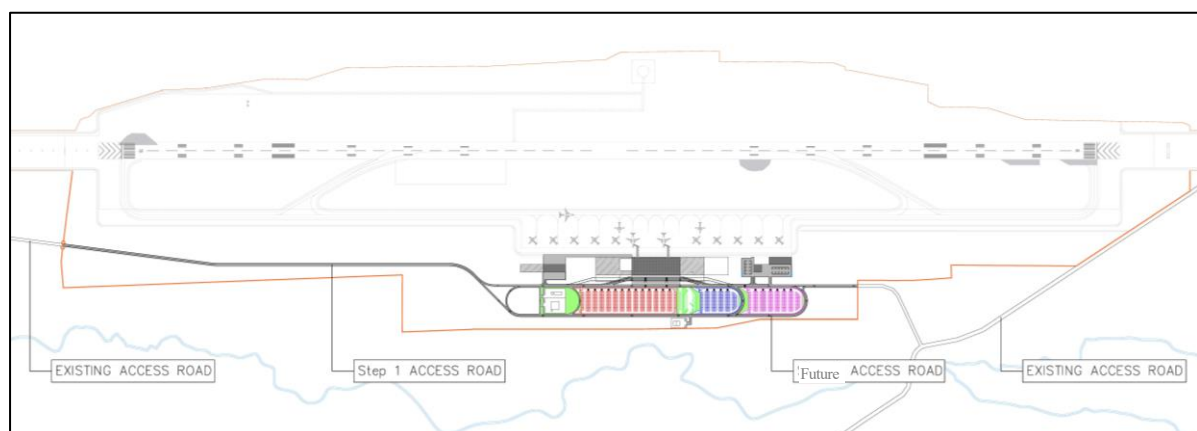 EXISTING ACCESS ROAD
Step 1 ACCESS ROAD
Future ACCESS ROAD
EXISTING ACCESS ROAD